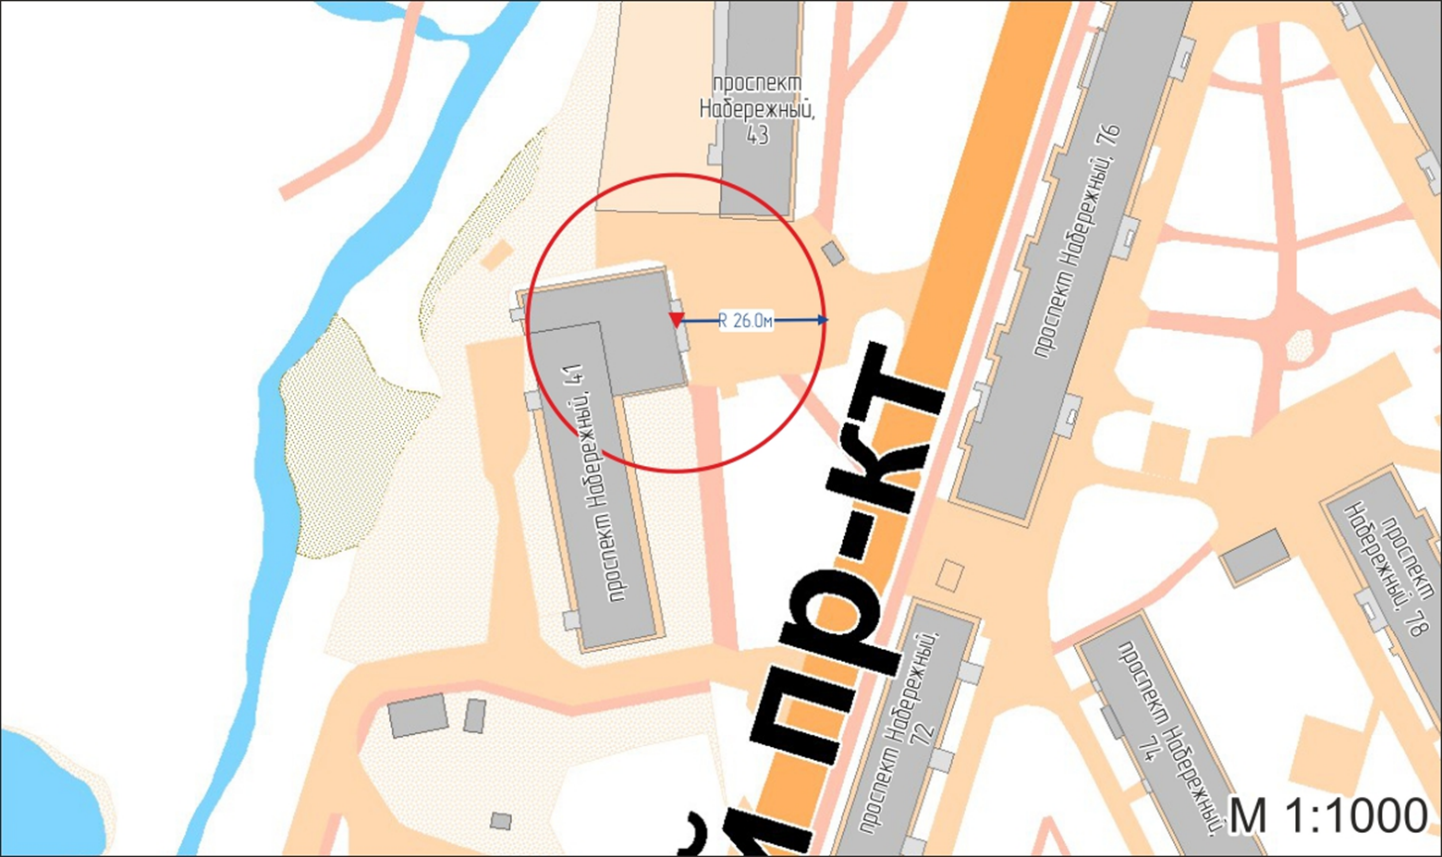 проспект
Набережный,
43
проспект Набережный, 76
R 26.0м
проспект Набережный, 41
й пр-кт
проспект
Набережный, 78
проспект Набережный,
72
проспект Набережный,
74
М 1:1000